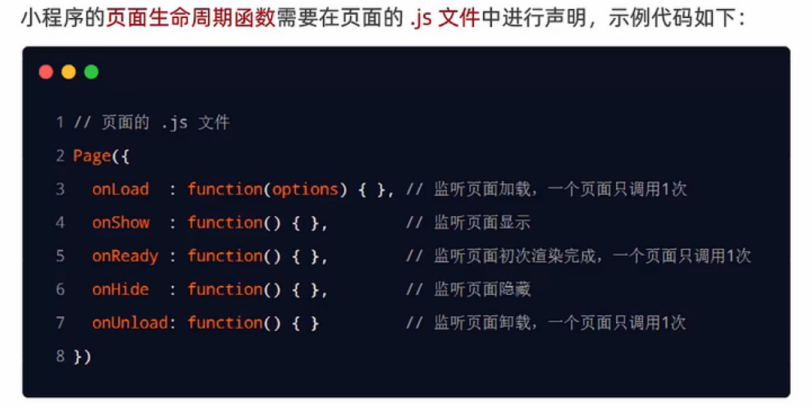 小程序的页面生命周期函数需要在页面的 .js 文件中进行声明，示例代码如下：
1 // 页面的 .js 文件
2 Page({
3   onLoad  : function(options) { }, // 监听页面加载，一个页面只调用1次
4   onShow  : function() { },        // 监听页面显示
5   onReady : function() { },        // 监听页面初次渲染完成，一个页面只调用1次
6   onHide  : function() { },        // 监听页面隐藏
7   onUnload: function() { }         // 监听页面卸载，一个页面只调用1次
8 })